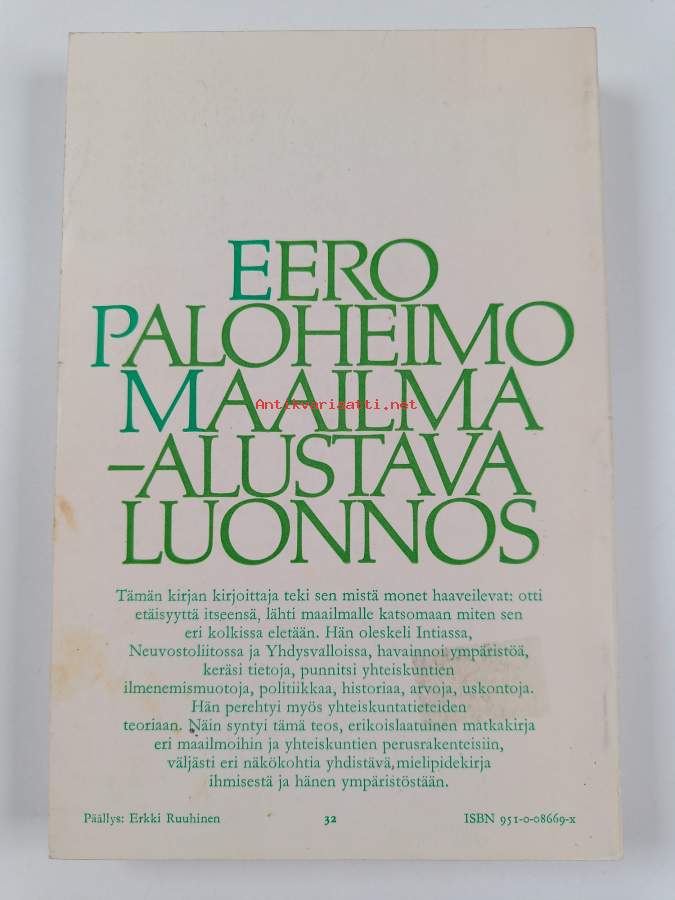 EERO
PALOHEIMO
MAAILMA
Antikvariaatti.net
–ALUSTAVA
LUONNOS
Tämän kirjan kirjoittaja teki sen mistä monet haaveilevat: otti
etäisyyttä itseensä, lähti maailmalle katsomaan miten sen
eri kolkissa eletään. Hän oleskeli Intiassa,
Neuvostoliitossa ja Yhdysvalloissa, havainnoi ympäristöä,
keräsi tietoja, punnitsi yhteiskuntien
ilmenemismuotoja, politiikkaa, historiaa, arvoja, uskontoja.
Hän perehtyi myös yhteiskuntatieteiden
teoriaan. Näin syntyi tämä teos, erikoislaatuinen matkakirja
eri maailmoihin ja yhteiskuntien perusrakenteisiin,
väljästi eri näkökohtia yhdistävä, mielipidekirja
ihmisestä ja hänen ympäristöstään.
Päällys: Erkki Ruuhinen 32 ISBN 951-0-08669-x